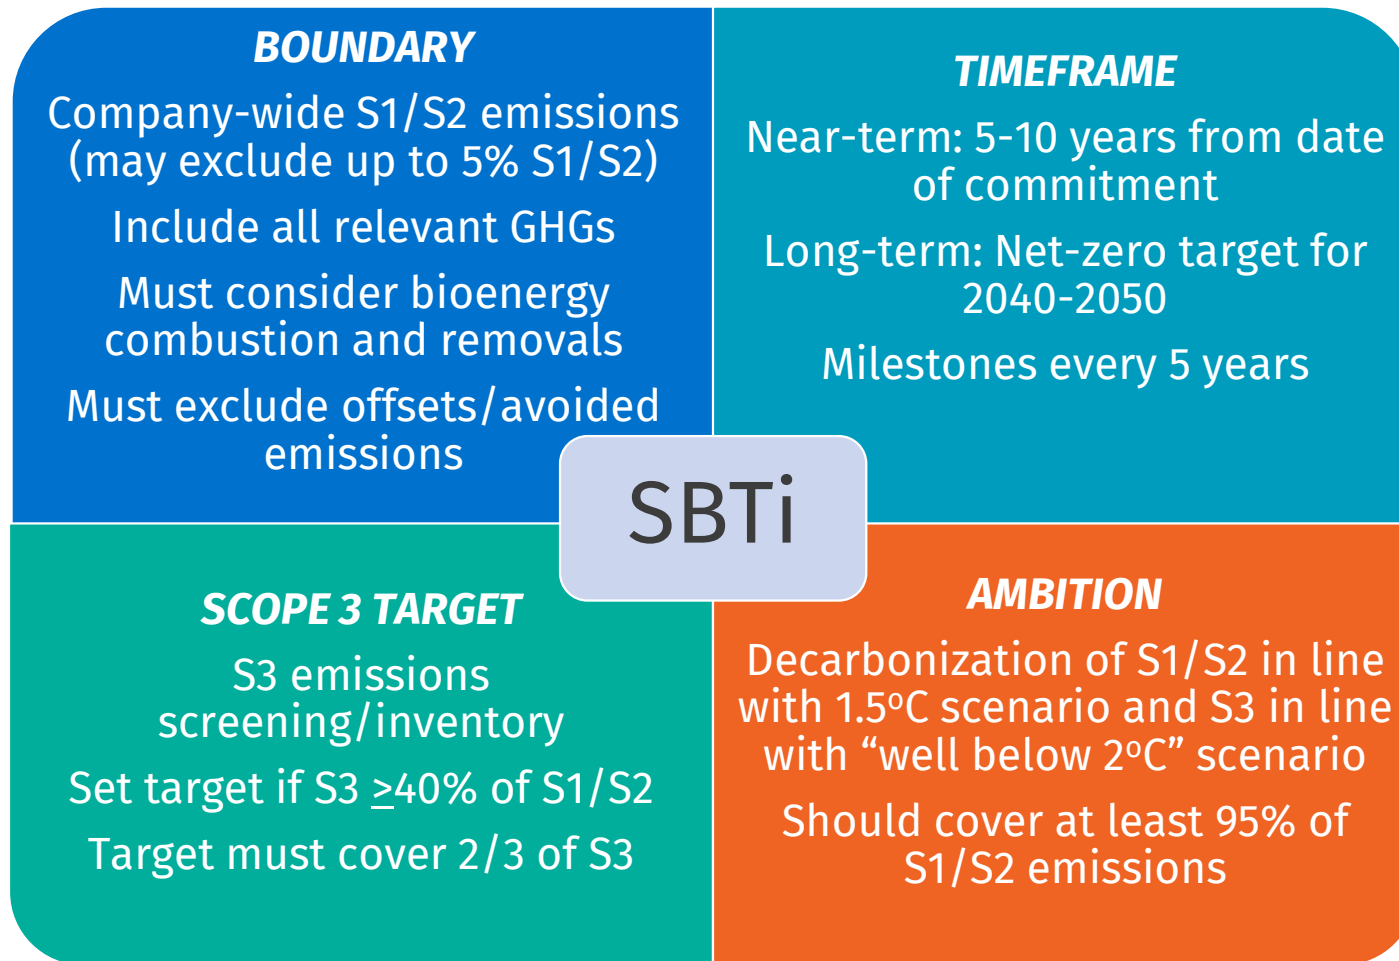 BOUNDARY
Company-wide S1/S2 emissions
(may exclude up to 5% S1/S2)
Include all relevant GHGs
Must consider bioenergy
combustion and removals
Must exclude offsets/avoided
emissions
TIMEFRAME
Near-term: 5-10 years from date
of commitment
Long-term: Net-zero target for
2040-2050
Milestones every 5 years
SBTi
SCOPE 3 TARGET
S3 emissions
screening/inventory
Set target if S3 ≥40% of S1/S2
Target must cover 2/3 of S3
AMBITION
Decarbonization of S1/S2 in line
with 1.5ºC scenario and S3 in line
with “well below 2ºC” scenario
Should cover at least 95% of
S1/S2 emissions